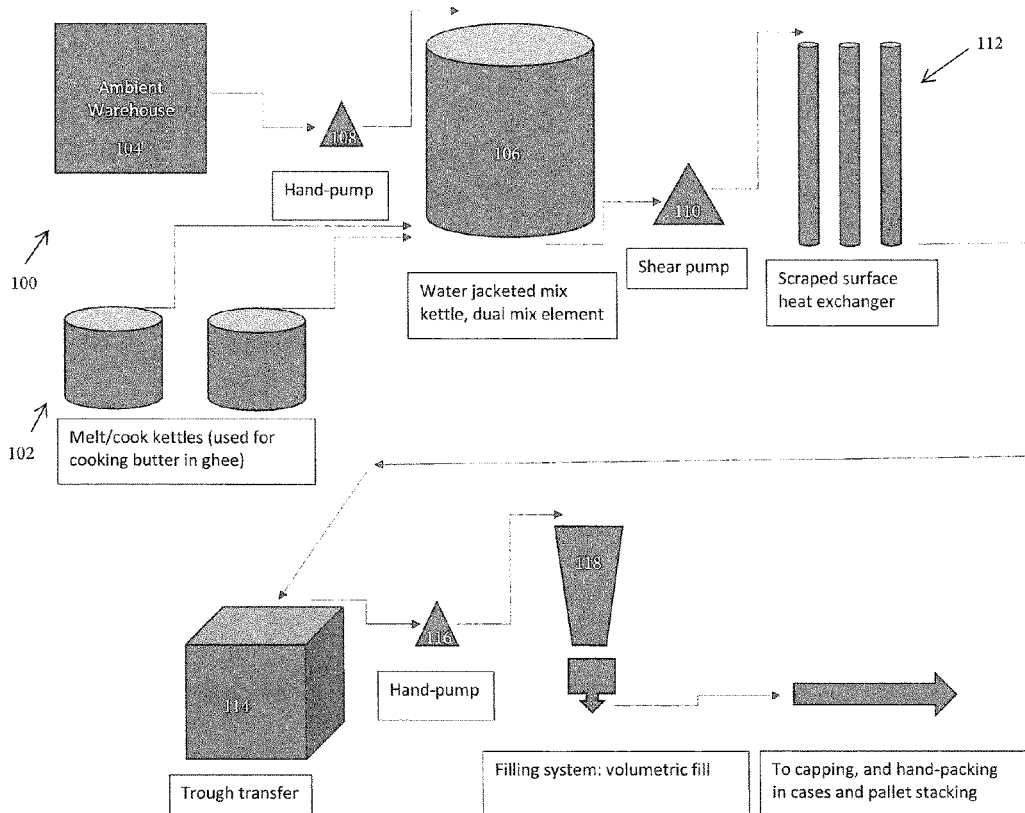 Ambient
Warehouse
104
108
Hand-pump
106
110
Shear pump
112
100
Water jacketed mix
kettle, dual mix element
Scraped surface
heat exchanger
102
Melt/cook kettles (used for
cooking butter in ghee)
114
Trough transfer
116
Hand-pump
118
Filling system: volumetric fill
To capping, and hand-packing
in cases and pallet stacking